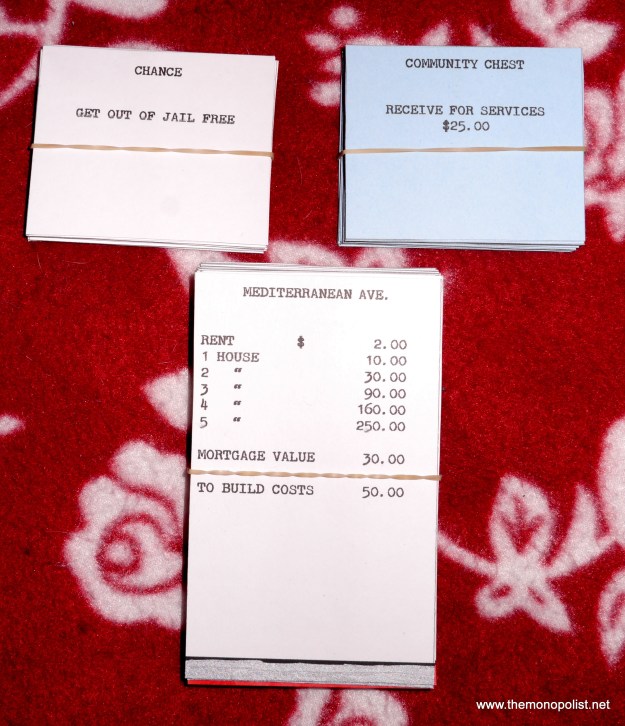 CHANCE
GET OUT OF JAIL FREE
COMMUNITY CHEST
RECEIVE FOR SERVICES
$25.00
MEDITERRANEAN AVE.
RENT $ 2.00
1 HOUSE 10.00
2 “ 30.00
3 “ 90.00
4 “ 160.00
5 “ 250.00
MORTGAGE VALUE 30.00
TO BUILD COSTS 50.00
www.themonopolist.net